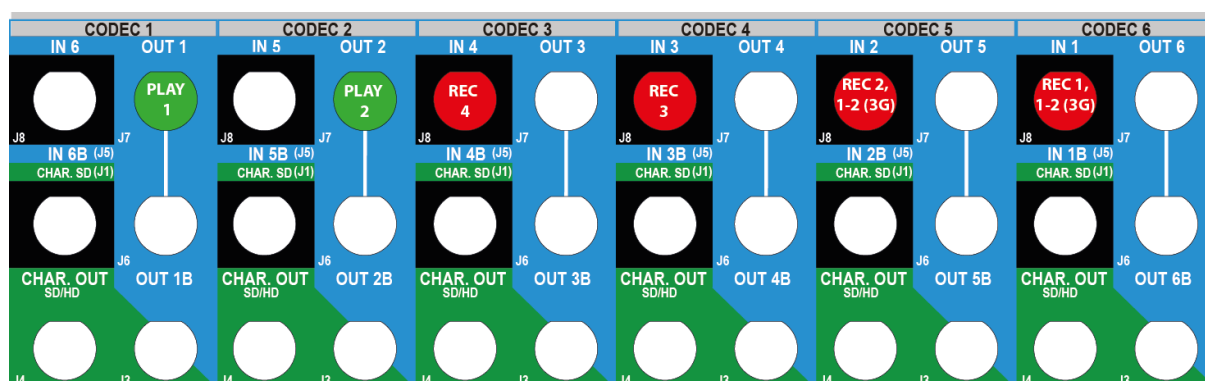 CODEC 1 CODEC 2 CODEC 3 CODEC 4 CODEC 5 CODEC 6
IN 6 OUT 1 IN 5 OUT 2 IN 4 OUT 3 IN 3 OUT 4 IN 2 OUT 5 IN 1 OUT 6
PLAY PLAY REC REC REC 2, REC 1,
1 2 4 3 1-2 (3G) 1-2 (3G)
J8 J7 J8 J7 J8 J7 J8 J7 J8 J7 J8 J7
IN 6B (J5) IN 5B (J5) IN 4B (J5) IN 3B (J5) IN 2B (J5) IN 1B (J5)
CHAR. SD (J1) CHAR. SD (J1) CHAR. SD (J1) CHAR. SD (J1) CHAR. SD (J1) CHAR. SD (J1)
J6 J6 J6 J6 J6 J6
CHAR. OUT OUT 1B CHAR. OUT OUT 2B CHAR. OUT OUT 3B CHAR. OUT OUT 4B CHAR. OUT OUT 5B CHAR. OUT OUT 6B
SD/HD SD/HD SD/HD SD/HD SD/HD SD/HD
J4 J3 J4 J3 J4 J3 J4 J3 J4 J3 J4 J3